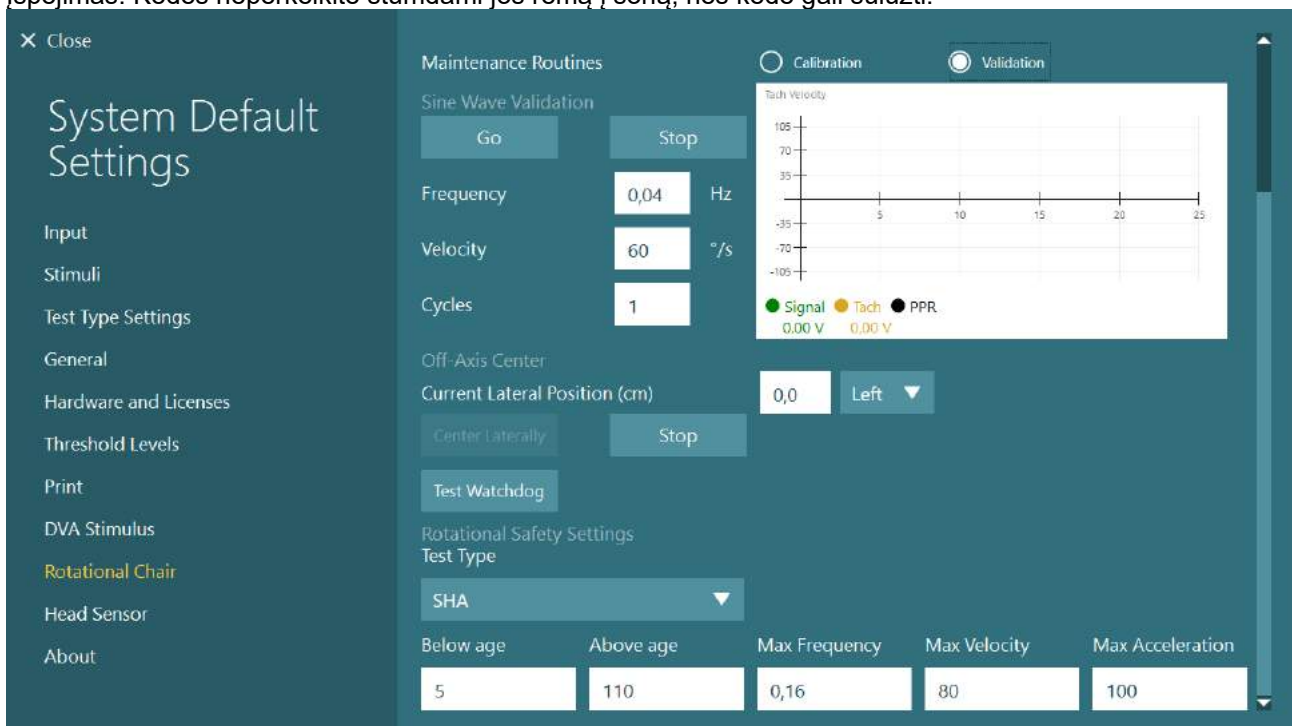 įspėjimas! Kėdės neperkelkite stumdami jos rėmą į šoną, nes kėdė gali sulūžti.
Close
System Default
Settings
Input
Stimuli
Test Type Settings
General
Hardware and Licenses
Threshold Levels
Print
DVA Stimulus
Rotational Chair
Head Sensor
About
Maintenance Routines
Calibration
Validation
Sine Wave Validation
Go
Stop
Frequency
0,04
Hz
Velocity
60
°/s
Cycles
1
Tach Velocity
105
70
35
-35
-70
-105
5
10
15
20
25
Signal
Tach
PPR
0.00 V
0.00 V
Off-Axis Center
Current Lateral Position (cm)
0,0
Left
Center Laterally
Stop
Test Watchdog
Rotational Safety Settings
Test Type
SHA
Below age
Above age
Max Frequency
Max Velocity
Max Acceleration
5
110
0,16
80
100